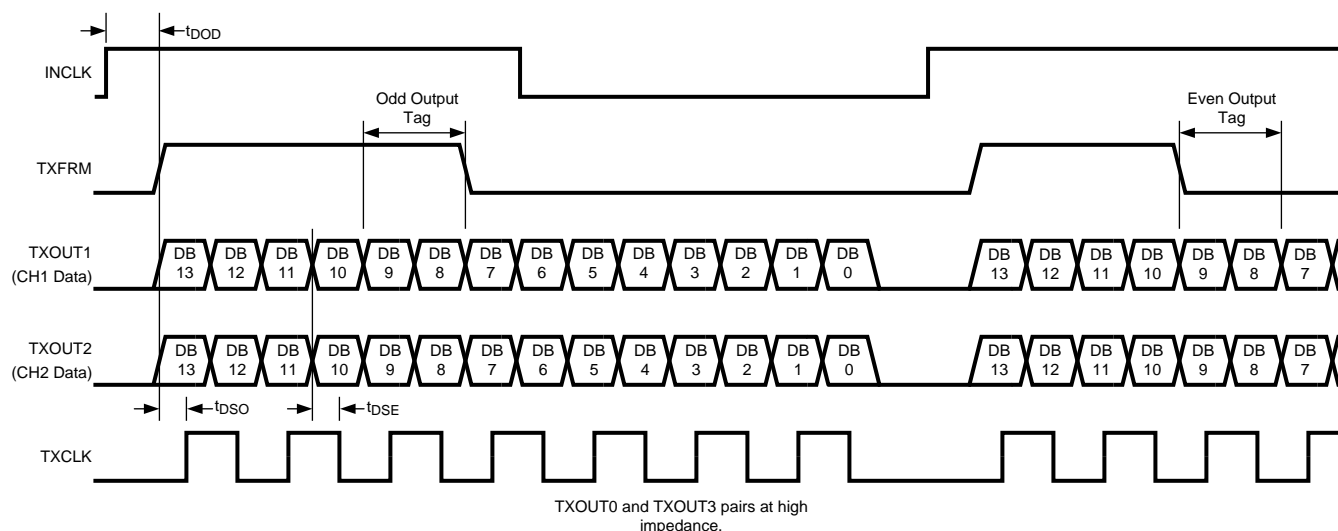 tDOD
INCLK
Odd Output
Tag
Even Output
Tag
TXFRM
TXOUT1
(CH1 Data)
DB DB DB DB DB DB DB DB DB DB DB DB DB DB DB DB DB DB DB DB DB
13 12 11 10 9 8 7 6 5 4 3 2 1 0 13 12 11 10 9 8 7
TXOUT2
(CH2 Data)
DB DB DB DB DB DB DB DB DB DB DB DB DB DB DB DB DB DB DB DB DB
13 12 11 10 9 8 7 6 5 4 3 2 1 0 13 12 11 10 9 8 7
tDSO tDSE
TXCLK
TXOUT0 and TXOUT3 pairs at high
impedance.